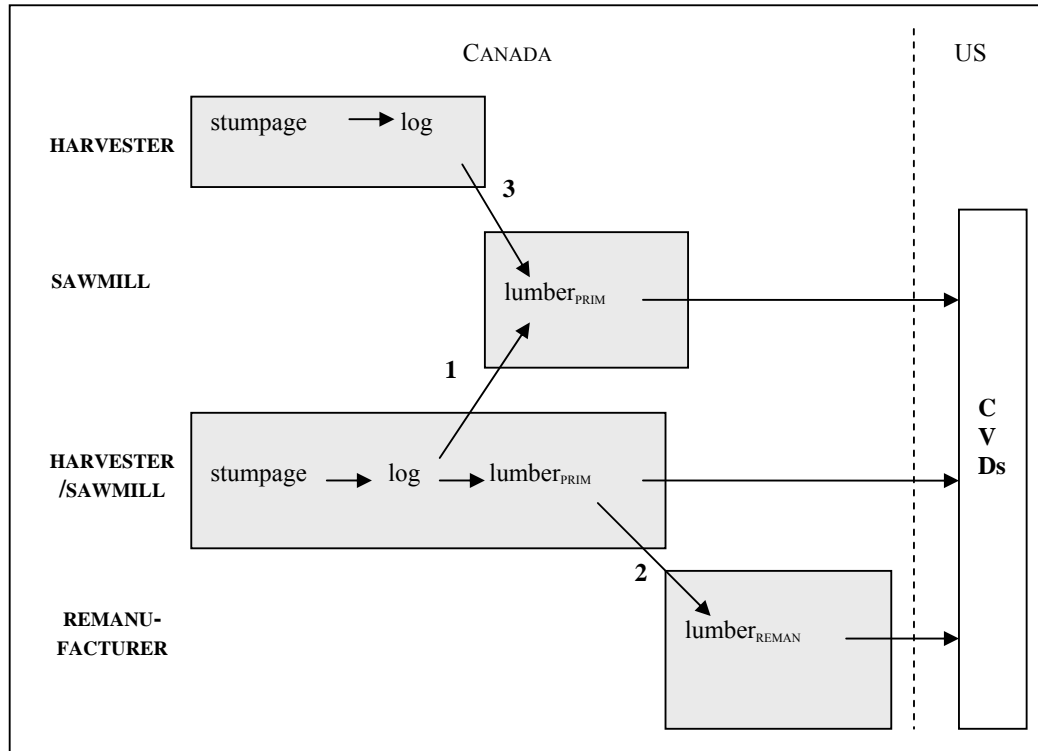 CANADA
US
HARVESTER
stumpage
log
3
SAWMILL
lumberPRIM
1
HARVESTER
/SAWMILL
stumpage
log
lumberPRIM
C
V
Ds
2
REMANU-
FACTURER
lumberREMAN